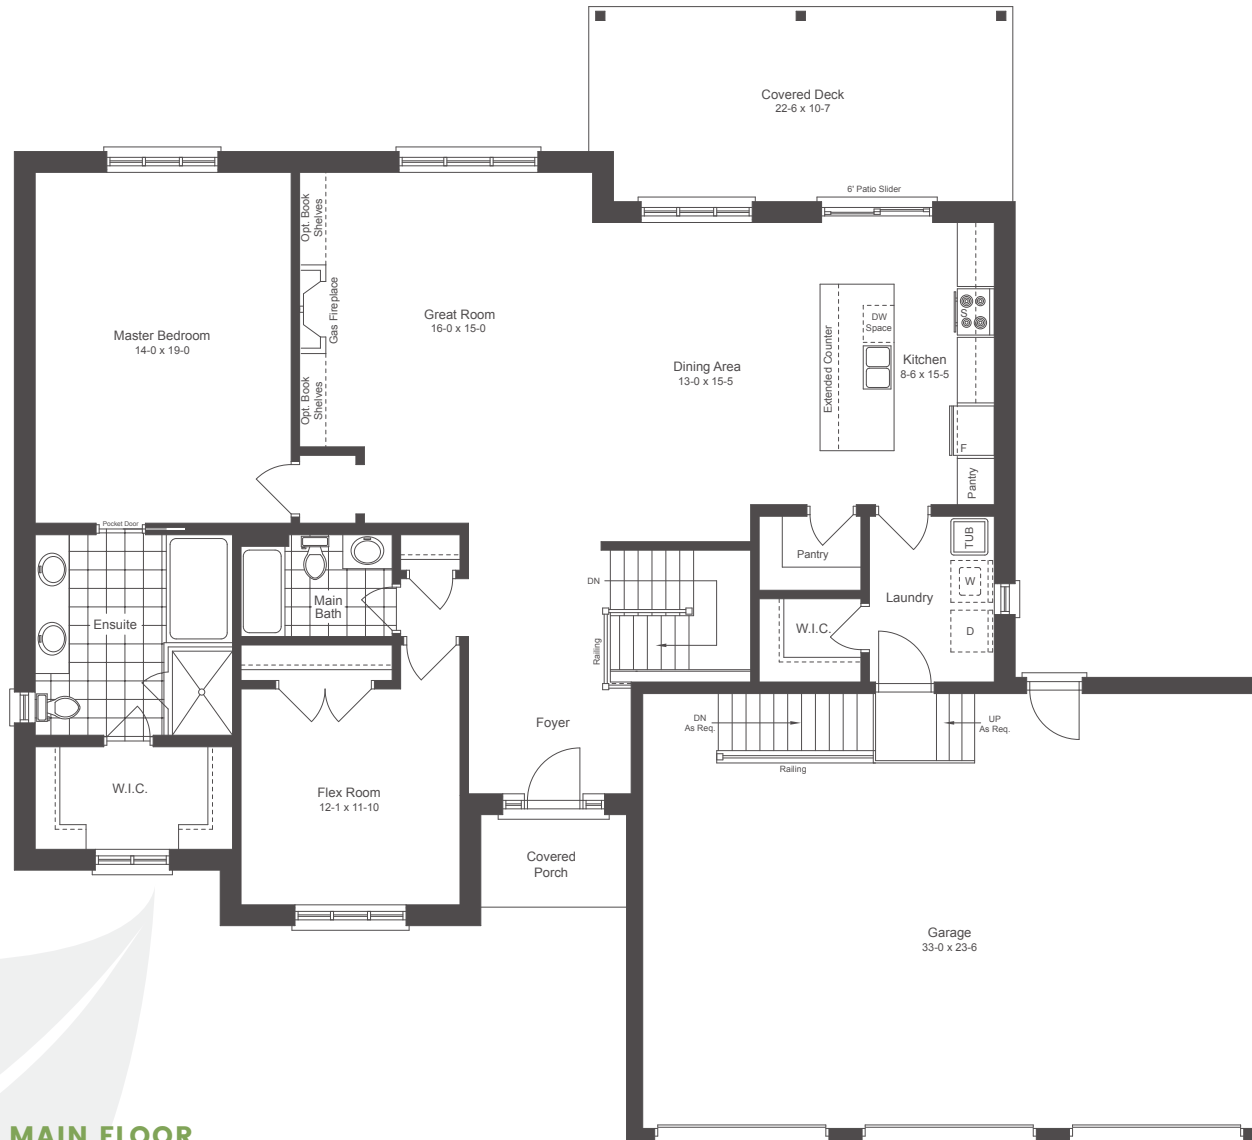 Covered Deck
22-6 x 10-7
6' Patio Slider
Opt. Book
Shelves
Gas Fireplace
Opt. Book
Shelves
Master Bedroom
14-0 x 19-0
Great Room
16-0 x 15-0
Dining Area
13-0 x 15-5
Extended Counter
DW
Space
Kitchen
8-6 x 15-5
S
F
Pantry
Pocket Door
Ensuite
Main
Bath
DN
Railing
Pantry
W.I.C.
Laundry
TUB
W
D
W.I.C.
Flex Room
12-1 x 11-10
Foyer
Covered
Porch
DN
As Req.
UP
As Req.
Railing
Garage
33-0 x 23-6
MAIN FLOOR